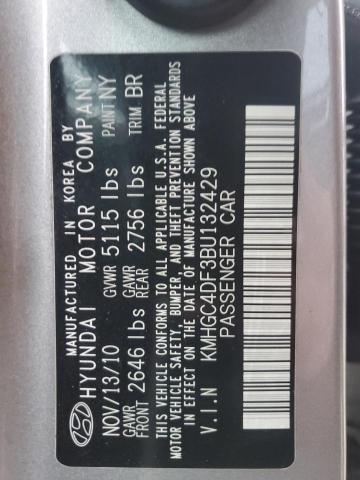 MANUFACTURED IN KOREA BY
HYUNDAI MOTOR COMPANY
NOV/13/10 GVWR 5115 lbs PAINT NY
GAWR FRONT 2646 lbs GAWR REAR 2756 lbs TRIM BR
THIS VEHICLE CONFORMS TO ALL APPLICABLE U.S.A. FEDERAL
MOTOR VEHICLE SAFETY, BUMPER, AND THEFT PREVENTION STANDARDS
IN EFFECT ON THE DATE OF MANUFACTURE SHOWN ABOVE
V.I.N KMHGC4DF3BU132429
PASSENGER CAR